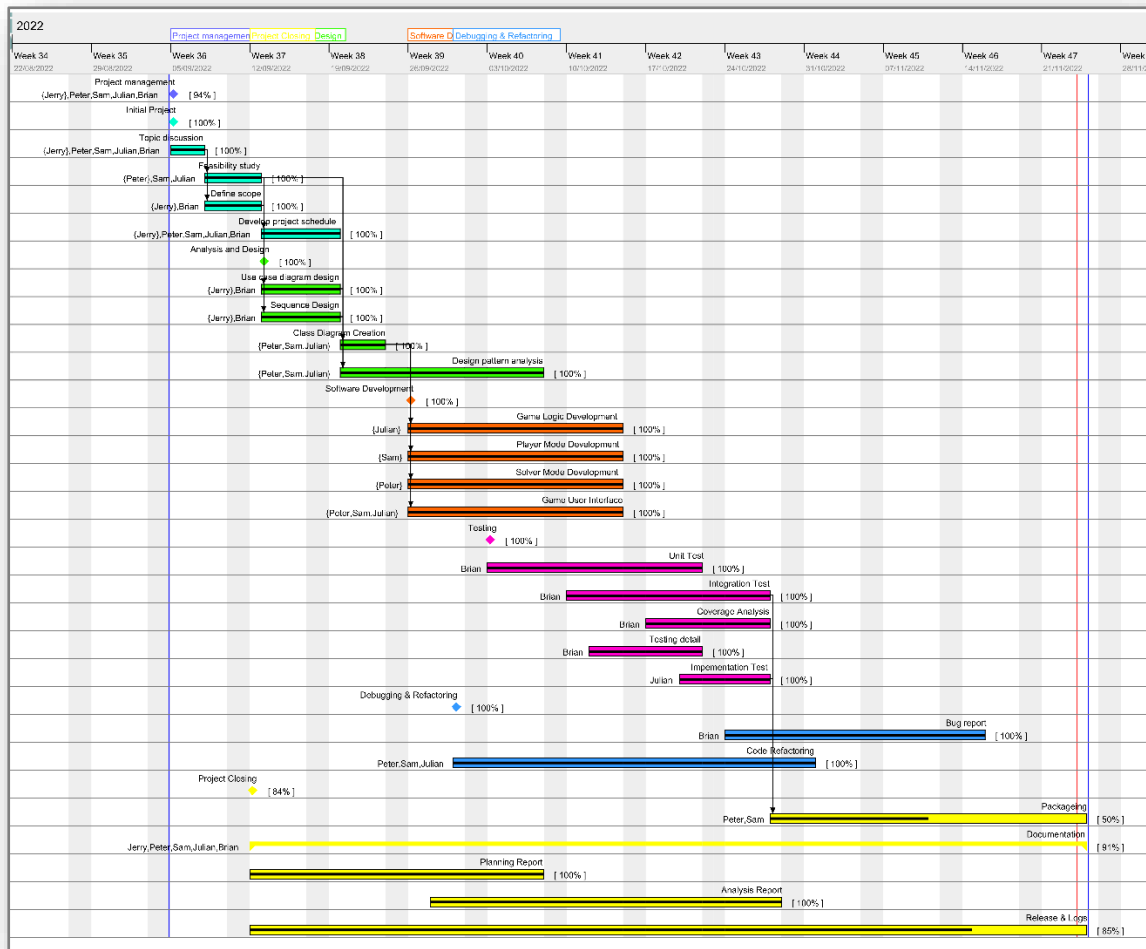 2022
Project managemen Project Closing Design Software D Debugging & Refactoring
Week 34 Week 35 Week 36 Week 37 Week 38 Week 39 Week 40 Week 41 Week 42 Week 43 Week 44 Week 45 Week 46 Week 47
22/08/2022 29/08/2022 05/09/2022 12/09/2022 19/09/2022 26/09/2022 03/10/2022 10/10/2022 17/10/2022 24/10/2022 31/10/2022 07/11/2022 14/11/2022 21/11/2022 28/11
Project management
{Jerry},Peter,Sam,Julian,Brian [ 94% ]
Initial Project
[ 100% ]
Topic discussion
{Jerry},Peter,Sam,Julian,Brian [ 100% ]
Feasibility study
{Peter},Sam,Julian [ 100% ]
Define scope
{Jerry},Brian [ 100% ]
Develop project schedule
{Jerry},Peter,Sam,Julian,Brian [ 100% ]
Analysis and Design
[ 100% ]
Use case diagram design
{Jerry},Brian [ 100% ]
Sequence Design
{Jerry},Brian [ 100% ]
Class Diagram Creation
{Peter,Sam,Julian} [ 100% ]
Design pattern analysis
{Peter,Sam,Julian} [ 100% ]
Software Development
[ 100% ]
Game Logic Development
{Julian} [ 100% ]
Player Mode Development
{Sam} [ 100% ]
Solver Mode Development
{Peter} [ 100% ]
Game User Interface
{Peter,Sam,Julian} [ 100% ]
Testing
[ 100% ]
Unit Test
Brian [ 100% ]
Integration Test
Brian [ 100% ]
Coverage Analysis
Brian [ 100% ]
Testing detail
Brian [ 100% ]
Impementation Test
Julian [ 100% ]
Debugging & Refactoring
[ 100% ]
Bug report
Brian [ 100% ]
Code Refactoring
Peter,Sam,Julian [ 100% ]
Project Closing
[ 84% ]
Packageing
Peter,Sam [ 50% ]
Documentation
Jerry,Peter,Sam,Julian,Brian [ 91% ]
Planning Report
[ 100% ]
Analysis Report
[ 100% ]
Release & Logs
[ 85% ]